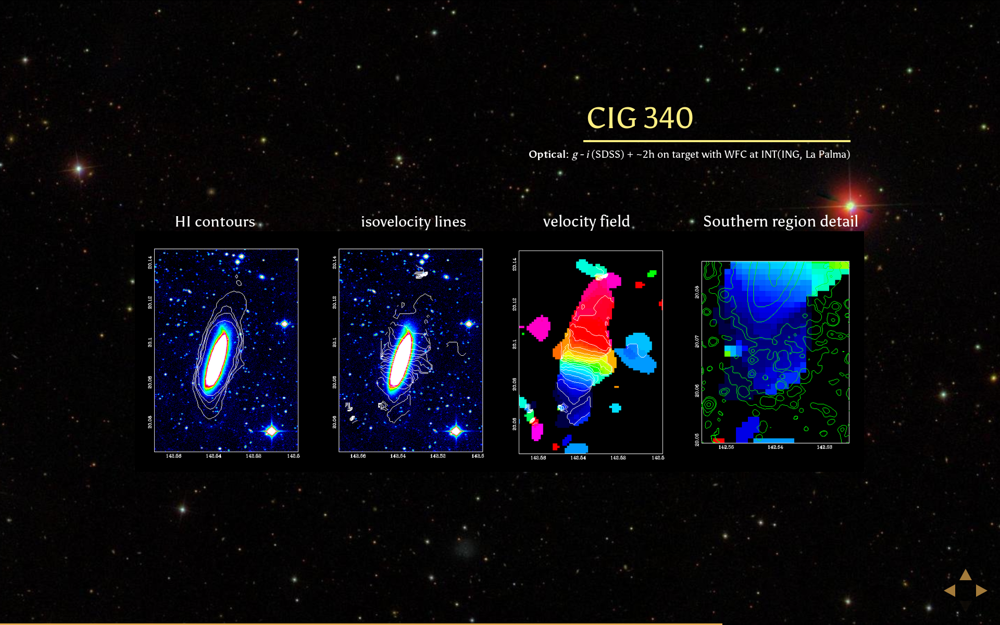 CIG 340
Optical: g - i (SDSS) + ~2h on target with WFC at INT(ING, La Palma)
HI contours
isovelocity lines
velocity field
Southern region detail
20.14
20.12
20.1
20.08
20.06
142.56 142.54 142.52 142.5
20.14
20.12
20.1
20.08
20.06
142.56 142.54 142.52 142.5
20.14
20.12
20.1
20.08
20.06
142.56 142.54 142.52 142.5
20.08
20.07
20.06
20.05
142.55 142.54 142.53